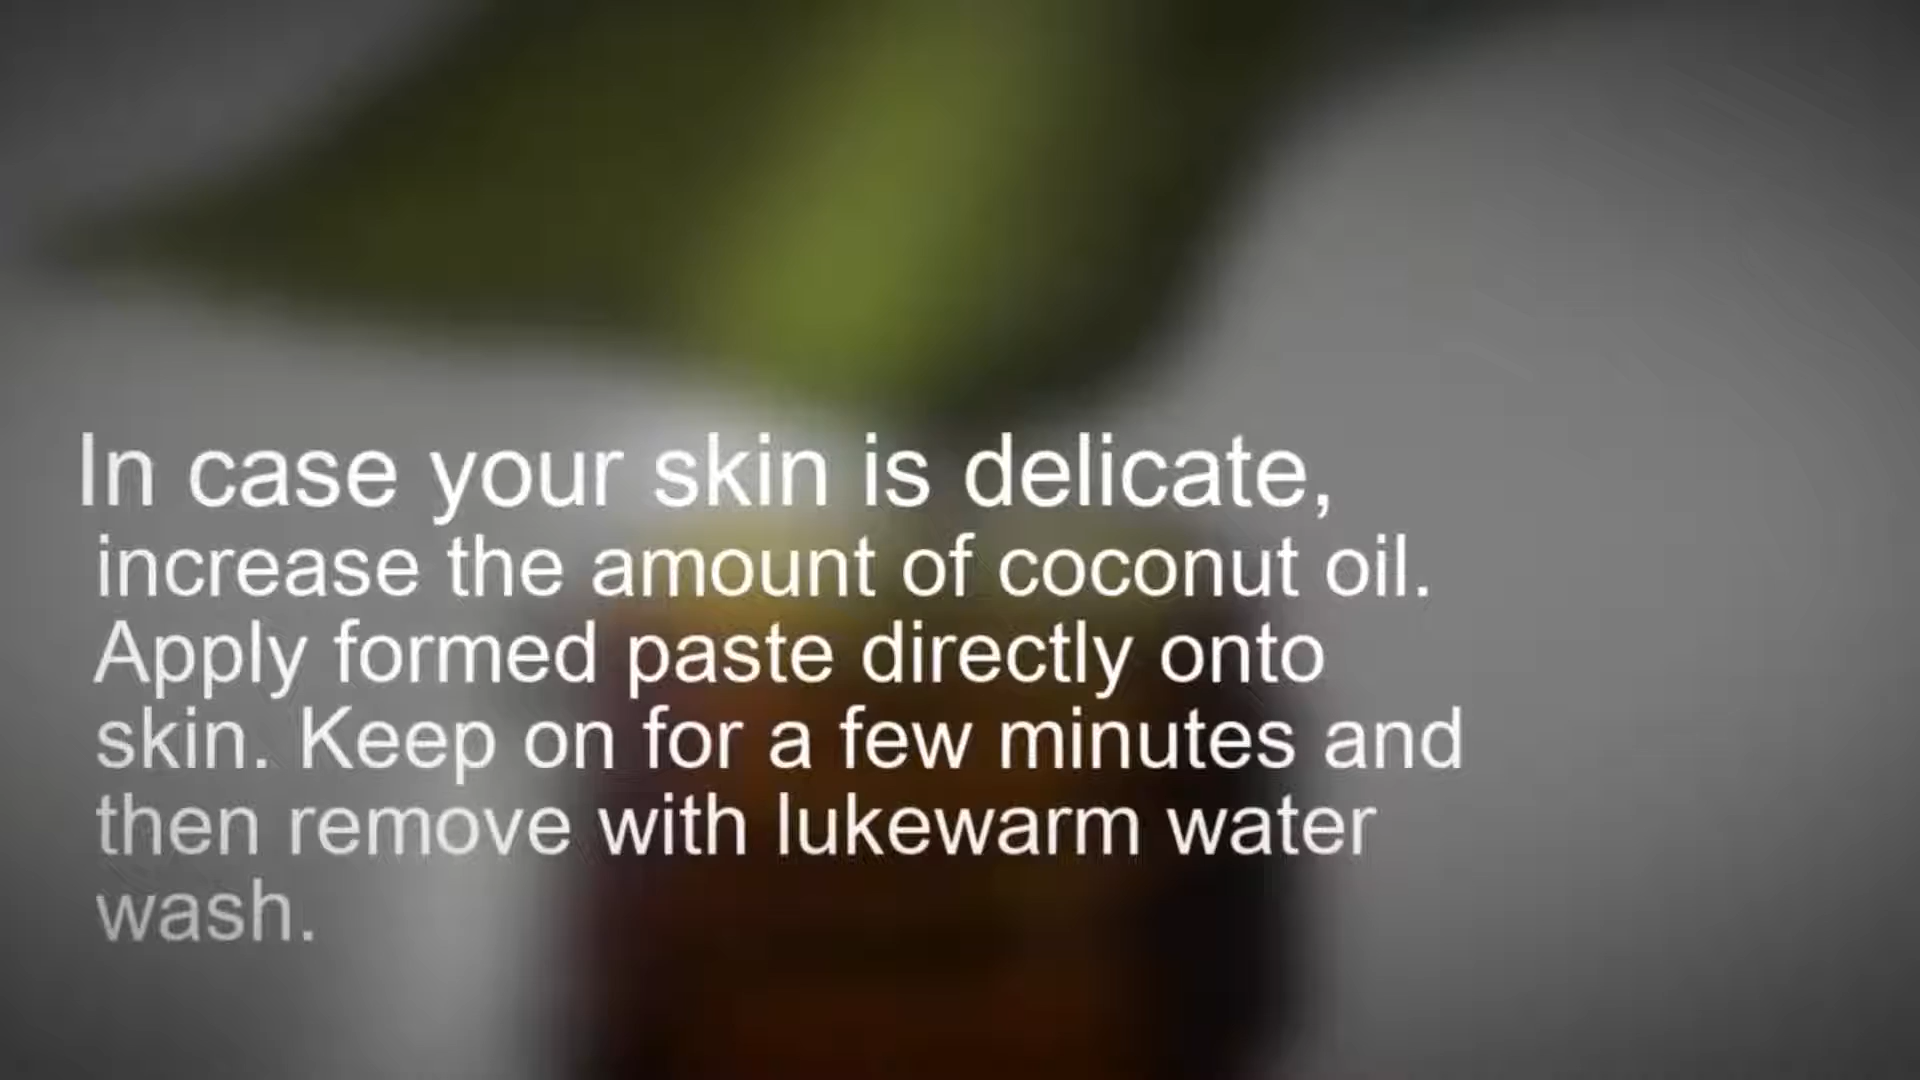 In case your skin is delicate,
increase the amount of coconut oil.
Apply formed paste directly onto
skin. Keep on for a few minutes and
then remove with lukewarm water
wash.